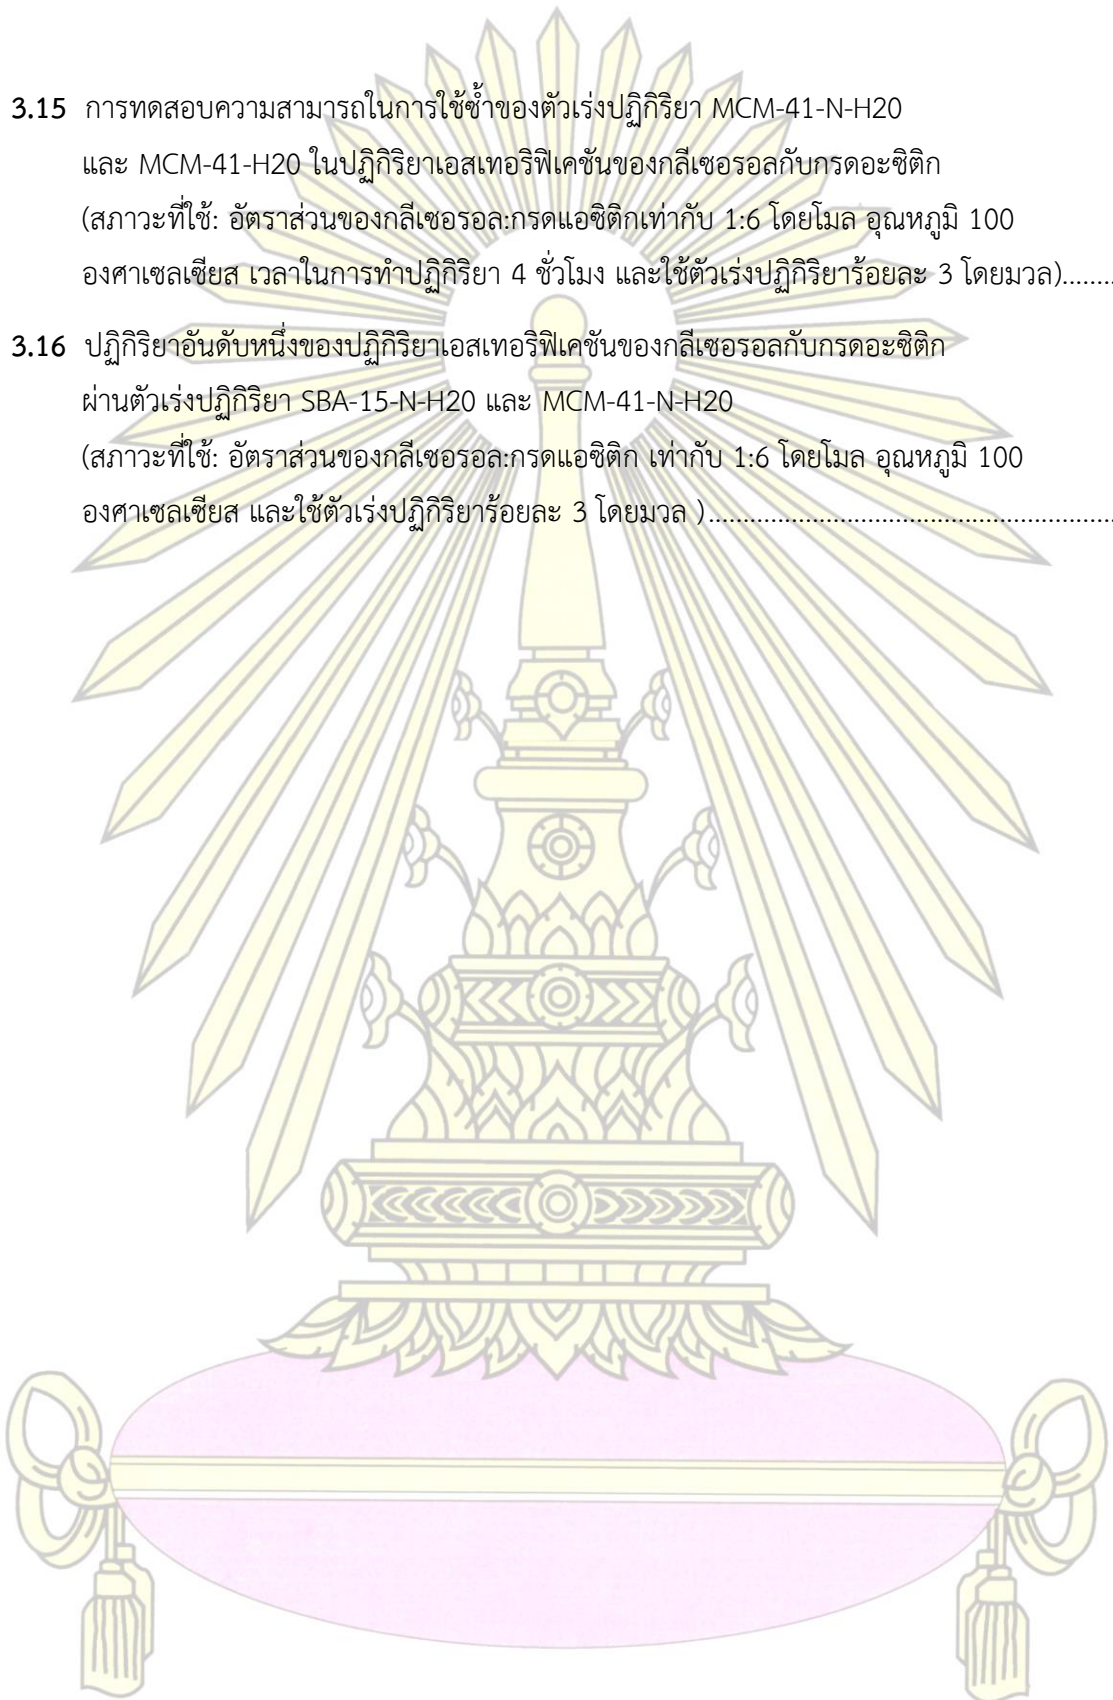 3.15 การทดสอบความสามารถในการใช้ซ้ำของตัวเร่งปฏิกิริยา MCM-41-N-H20
และ MCM-41-H20 ในปฏิกิริยาเอสเทอริฟิเคชันของกลีเซอรอลกับกรดอะซิติก
(สภาวะที่ใช้: อัตราส่วนของกลีเซอรอล:กรดแอซิติกเท่ากับ 1:6 โดยโมล อุณหภูมิ 100
องศาเซลเซียส เวลาในการทำปฏิกิริยา 4 ชั่วโมง และใช้ตัวเร่งปฏิกิริยาร้อยละ 3 โดยมวล)........
3.16 ปฏิกิริยาอันดับหนึ่งของปฏิกิริยาเอสเทอริฟิเคชันของกลีเซอรอลกับกรดอะซิติก
ผ่านตัวเร่งปฏิกิริยา SBA-15-N-H20 และ MCM-41-N-H20
(สภาวะที่ใช้: อัตราส่วนของกลีเซอรอล:กรดแอซิติก เท่ากับ 1:6 โดยโมล อุณหภูมิ 100
องศาเซลเซียส และใช้ตัวเร่งปฏิกิริยาร้อยละ 3 โดยมวล )..........................................................